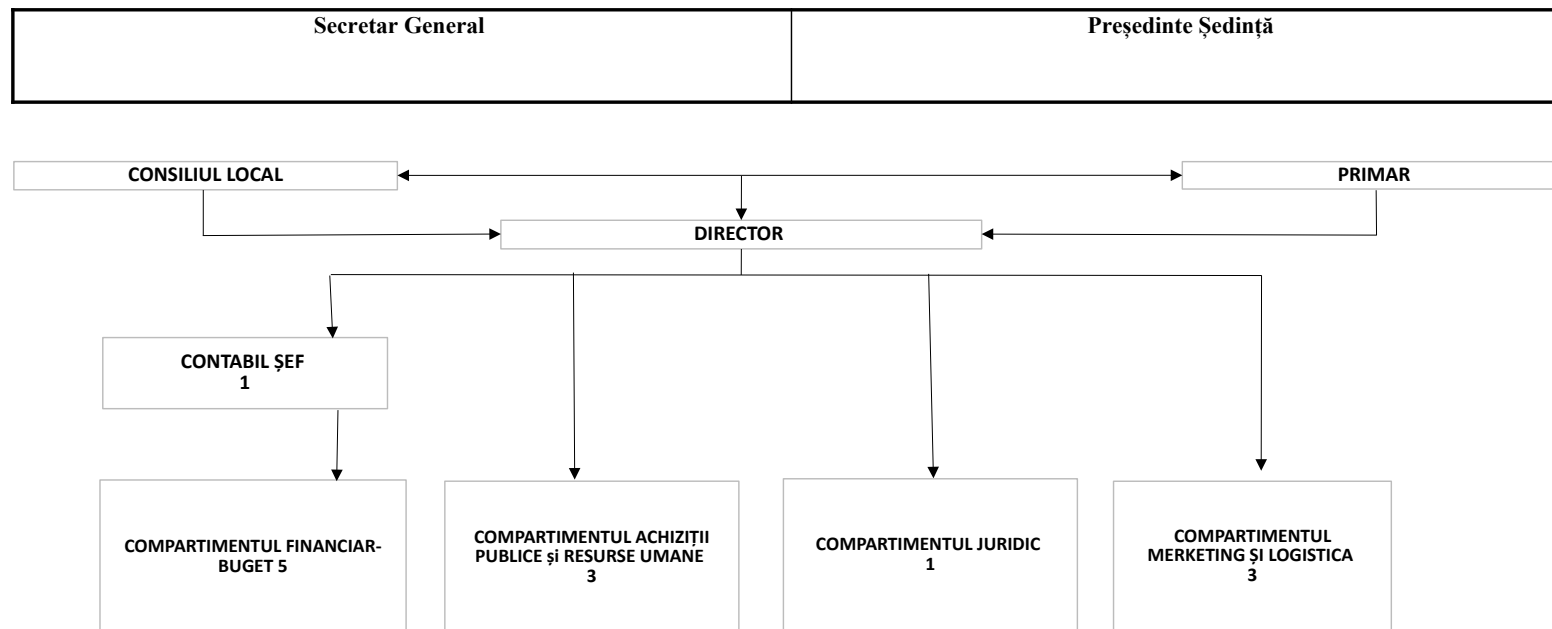 Secretar General
Președinte Ședință
CONSILIUL LOCAL
PRIMAR
DIRECTOR
CONTABIL ȘEF
1
COMPARTIMENTUL FINANCIAR-
BUGET 5
COMPARTIMENTUL ACHIZIȚII
PUBLICE și RESURSE UMANE
3
COMPARTIMENTUL JURIDIC
1
COMPARTIMENTUL
MERKETING ȘI LOGISTICA
3